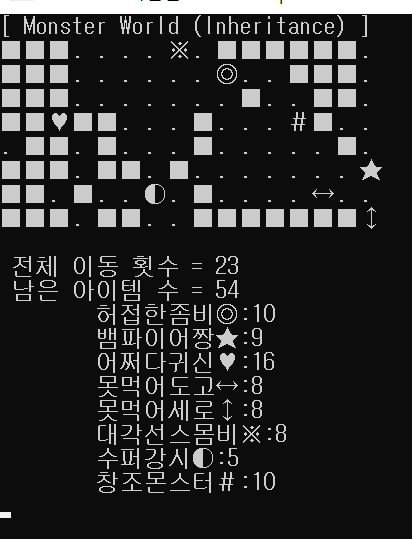 [ Monster World (Inheritance) ]
■■■. . . . ※. ■■■■■■. 
■■■. . . . . . ◎. . ■■■. 
■■■. . . . . . . ■. . ■■. 
■■♥■■. . . ■. . . # ■. . 
. ■■. ■. . . ■. . . . . ■. 
■■■. ■■. ■. . . . . . . ★
■■. ■. . ◐. ■. . . . ↔. . 
■■■. ■■. . ■■■■■■■↕
전체 이동 횟수 = 23
남은 아이템 수 = 54
허접한좀비◎:10
뱀파이어짱★:9
어쩌다귀신♥:16
못먹어도고↔:8
못먹어세로↕:8
대각선스몸비※:8
수퍼강시◐:5
창조몬스터# :10